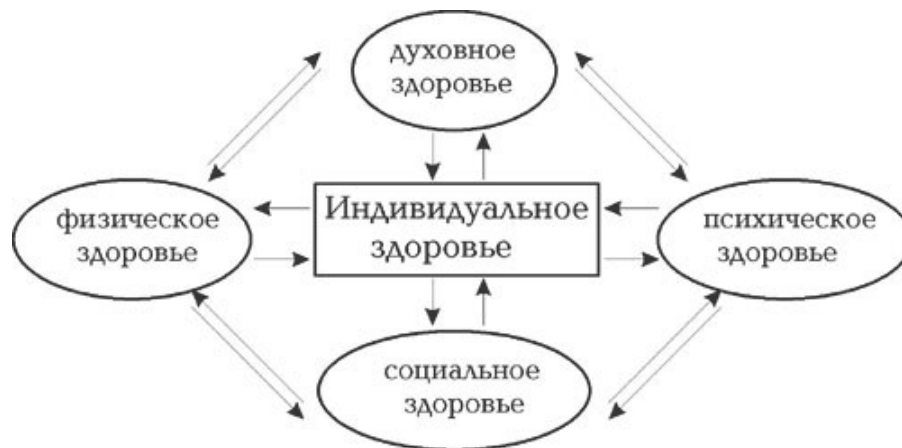 духовное
здоровье
физическое
здоровье
Индивидуальное
здоровье
психическое
здоровье
социальное
здоровье